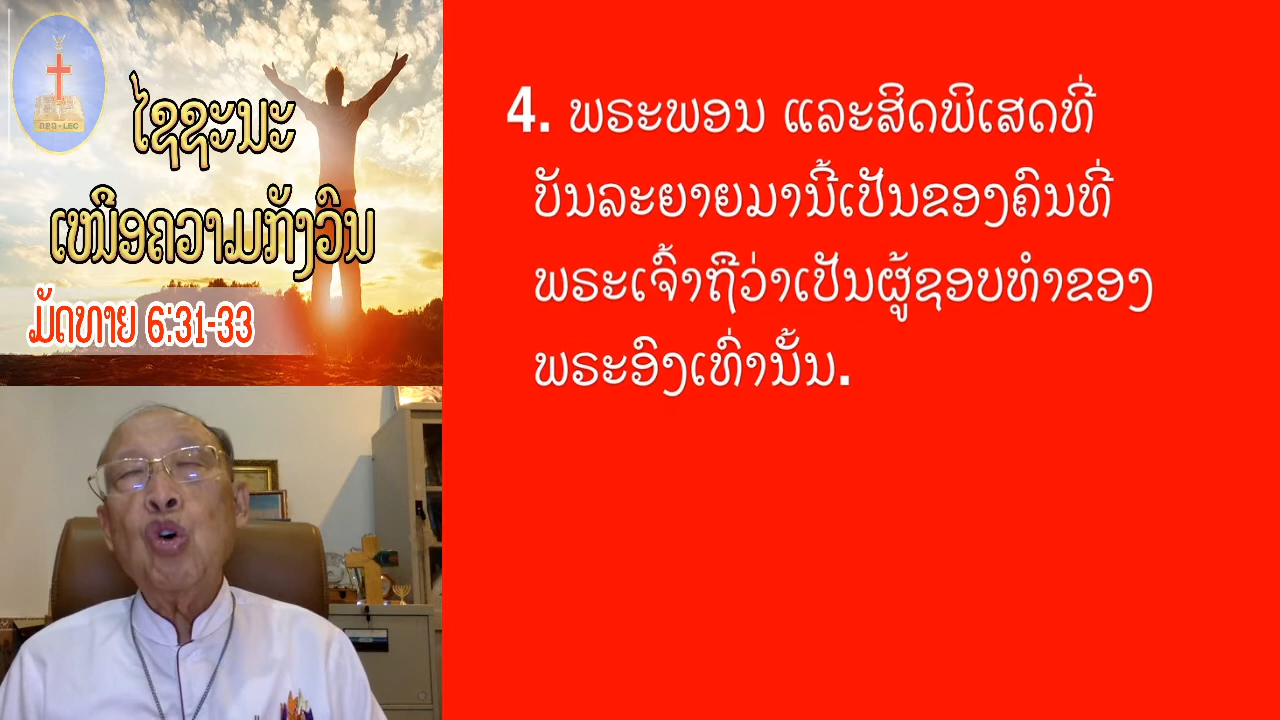 ຄຂລ - LEC
ໄຊຊະນະ
ເໜືອຄວາມກັງວົນ
ມັດທາຍ 6:31-33
4. ພຣະພອນ ແລະສິດພິເສດທີ່
ບັນລະຍາຍມານີ້ເປັນຂອງຄົນທີ່
ພຣະເຈົ້າຖືວ່າເປັນຜູ້ຊອບທຳຂອງ
ພຣະອົງເທົ່ານັ້ນ.